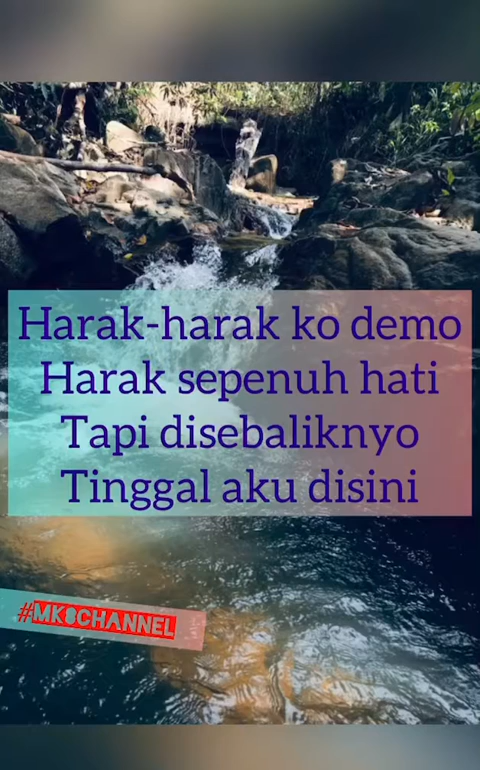 Harak-harak ko demo
Harak sepenuh hati
Tapi disebaliknyo
Tinggal aku disini
#MK8CHANNEL